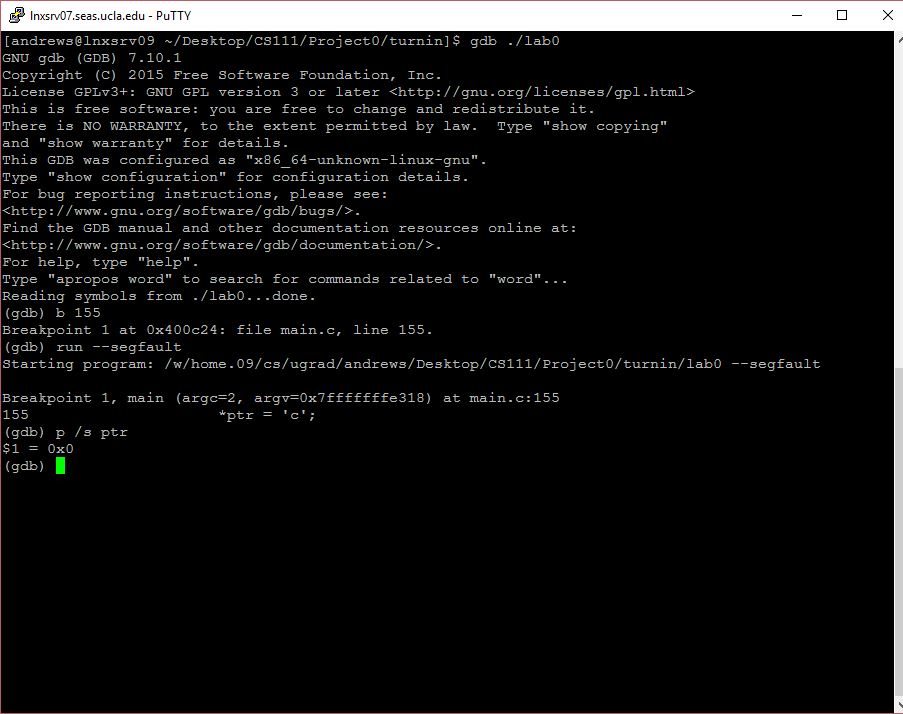 lnxsrv07.seas.ucla.edu - PuTTY
[andrews@lnxsrv09 ~/Desktop/CS111/Project0/turnin]$ gdb ./lab0
GNU gdb (GDB) 7.10.1
Copyright (C) 2015 Free Software Foundation, Inc.
License GPLv3+: GNU GPL version 3 or later <http://gnu.org/licenses/gpl.html>
This is free software: you are free to change and redistribute it.
There is NO WARRANTY, to the extent permitted by law.  Type "show copying"
and "show warranty" for details.
This GDB was configured as "x86_64-unknown-linux-gnu".
Type "show configuration" for configuration details.
For bug reporting instructions, please see:
<http://www.gnu.org/software/gdb/bugs/>.
Find the GDB manual and other documentation resources online at:
<http://www.gnu.org/software/gdb/documentation/>.
For help, type "help".
Type "apropos word" to search for commands related to "word"...
Reading symbols from ./lab0...done.
(gdb) b 155
Breakpoint 1 at 0x400c24: file main.c, line 155.
(gdb) run --segfault
Starting program: /w/home.09/cs/ugrad/andrews/Desktop/CS111/Project0/turnin/lab0 --segfault
Breakpoint 1, main (argc=2, argv=0x7fffffffe318) at main.c:155
155                     *ptr = 'c';
(gdb) p /s ptr
$1 = 0x0
(gdb)